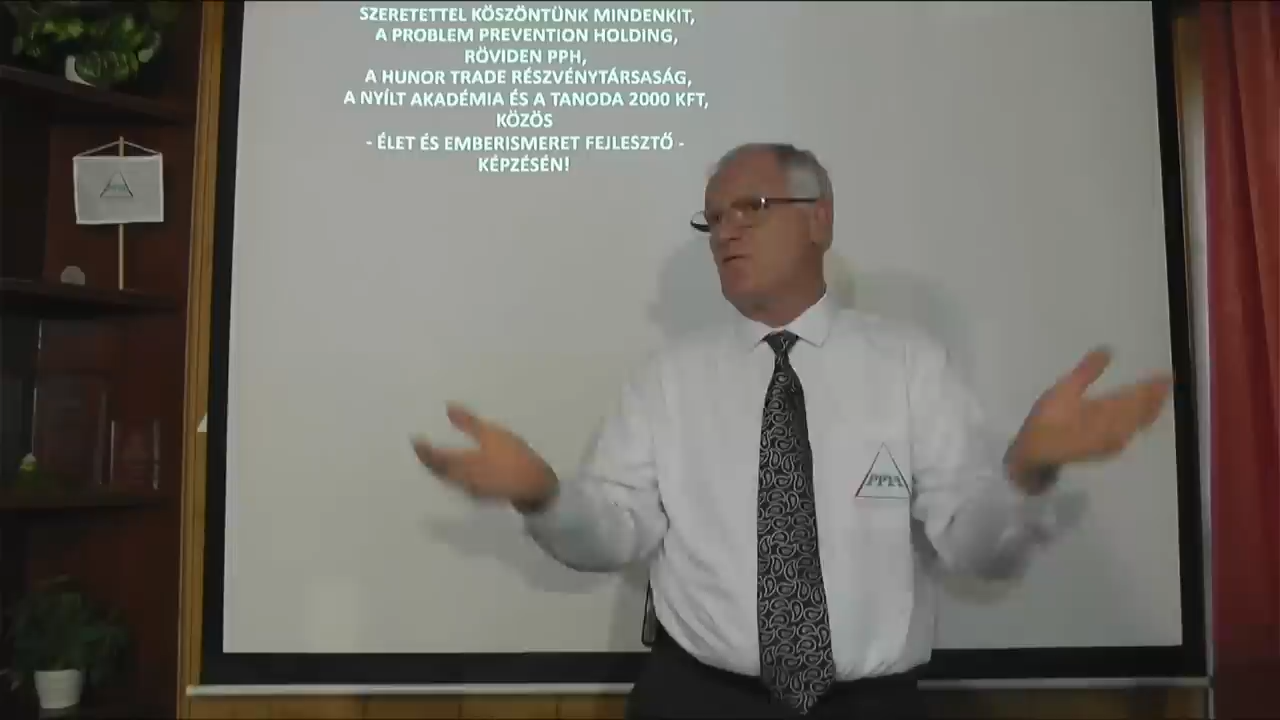 SZERETETTEL KÖSZÖNTÜNK MINDENKIT,
A PROBLEM PREVENTION HOLDING,
RÖVIDEN PPH,
A HUNOR TRADE RÉSZVÉNYTÁRSASÁG,
A NYÍLT AKADÉMIA ÉS A TANODA 2000 KFT,
KÖZÖS
- ÉLET ÉS EMBERISMERET FEJLESZTŐ -
KÉPZÉSÉN!